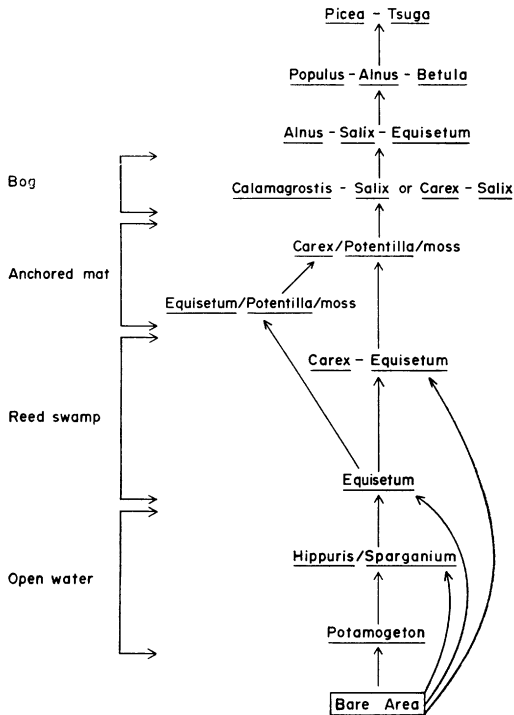 Picea - Tsuga
Populus - Alnus - Betula
Alnus - Salix - Equisetum
Bog
Calamagrostis - Salix or Carex - Salix
Carex/Potentilla/moss
Anchored mat
Equisetum/Potentilla/moss
Carex - Equisetum
Reed swamp
Equisetum
Hippuris/Sparganium
Open water
Potamogeton
Bare Area